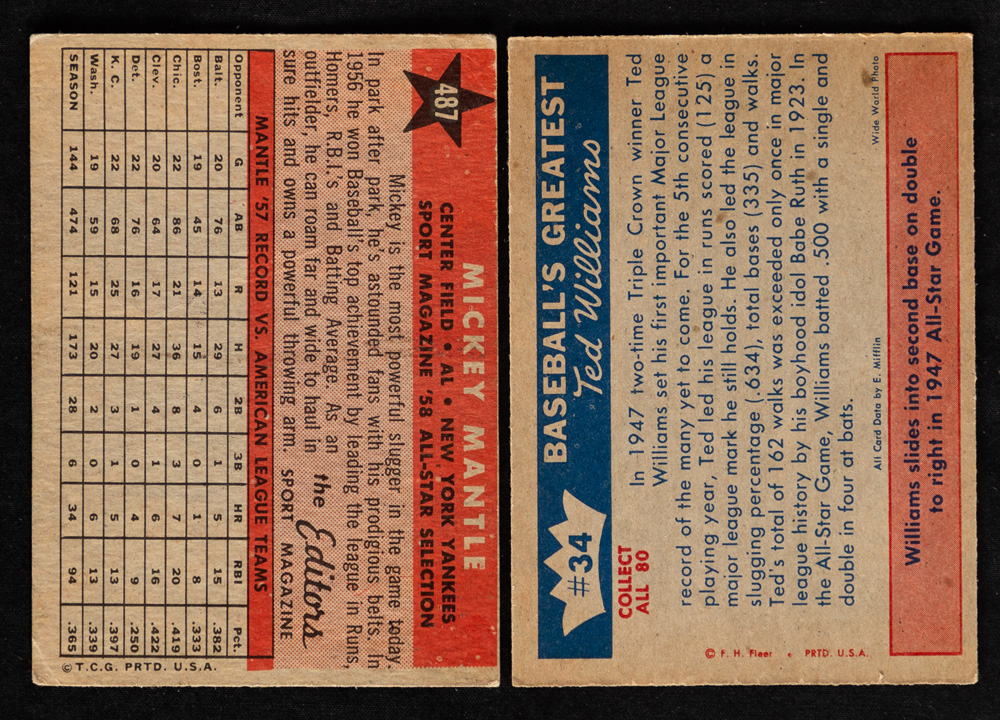 487
MICKEY MANTLE
CENTER FIELD • AL • NEW YORK YANKEES
SPORT MAGAZINE '58 ALL-STAR SELECTION
Mickey is the most powerful slugger in the game today.
In park after park, he's astounded fans with his prodigious belts. In
1956 he won Baseball's top achievement by leading the league in Runs,
Homers, R.B.I.'s and Batting Average. As an
outfielder, he can roam far and wide to haul in
sure hits and owns a powerful throwing arm.
the Editors
SPORT MAGAZINE
MANTLE '57 RECORD VS. AMERICAN LEAGUE TEAMS
Opponent G AB R H 2B 3B HR RBI Pct.
Balt. 20 76 13 29 6 1 5 15 .382
Bost. 19 45 14 15 4 0 1 8 .333
Chic. 22 86 21 36 8 3 7 20 .419
Clev. 20 64 17 27 4 1 6 16 .422
Det. 22 76 16 19 1 0 4 9 .250
K. C. 22 68 25 27 3 1 5 13 .397
Wash. 19 59 15 20 2 0 6 13 .339
SEASON 144 474 121 173 28 6 34 94 .365
© T.C.G. PRTD. U.S.A.
BASEBALL'S GREATEST
Ted Williams
#34
COLLECT
ALL 80
In 1947 two-time Triple Crown winner Ted
Williams set his first important Major League
record of the many yet to come. For the 5th consecutive
playing year, Ted led his league in runs scored (125) a
major league mark he still holds. He also led the league in
slugging percentage (.634), total bases (335) and walks.
Ted's total of 162 walks was exceeded only once in major
league history by his boyhood idol Babe Ruth in 1923. In
the All-Star Game, Williams batted .500 with a single and
double in four at bats.
© F. H. Fleer • PRTD. U.S.A.
All Card Data by E. Mifflin
Wide World Photo
Williams slides into second base on double
to right in 1947 All-Star Game.